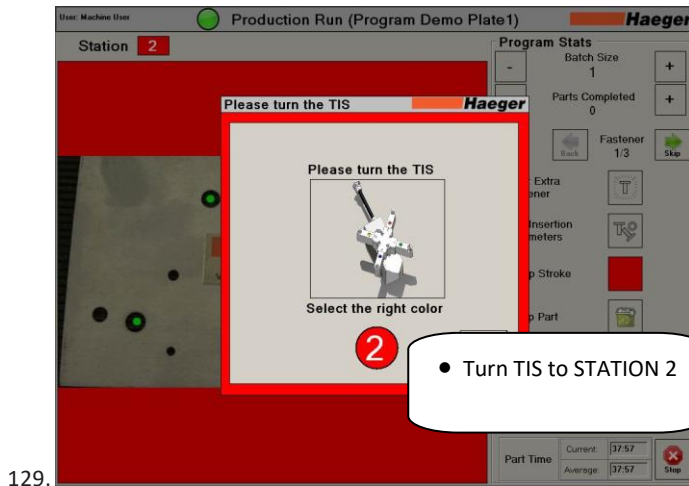 User: Machine User
Production Run (Program Demo Plate1)
Haeger
Station 2
Program Stats
Batch Size
-
1
+
Parts Completed
0
+
Back
Fastener
1/3
Skip
Extra
T
Insertion
Stroke
Part
Please turn the TIS
Haeger
Please turn the TIS
Select the right color
2
• Turn TIS to STATION 2
Part Time
Current: 37:57
Average: 37:57
Stop
129.